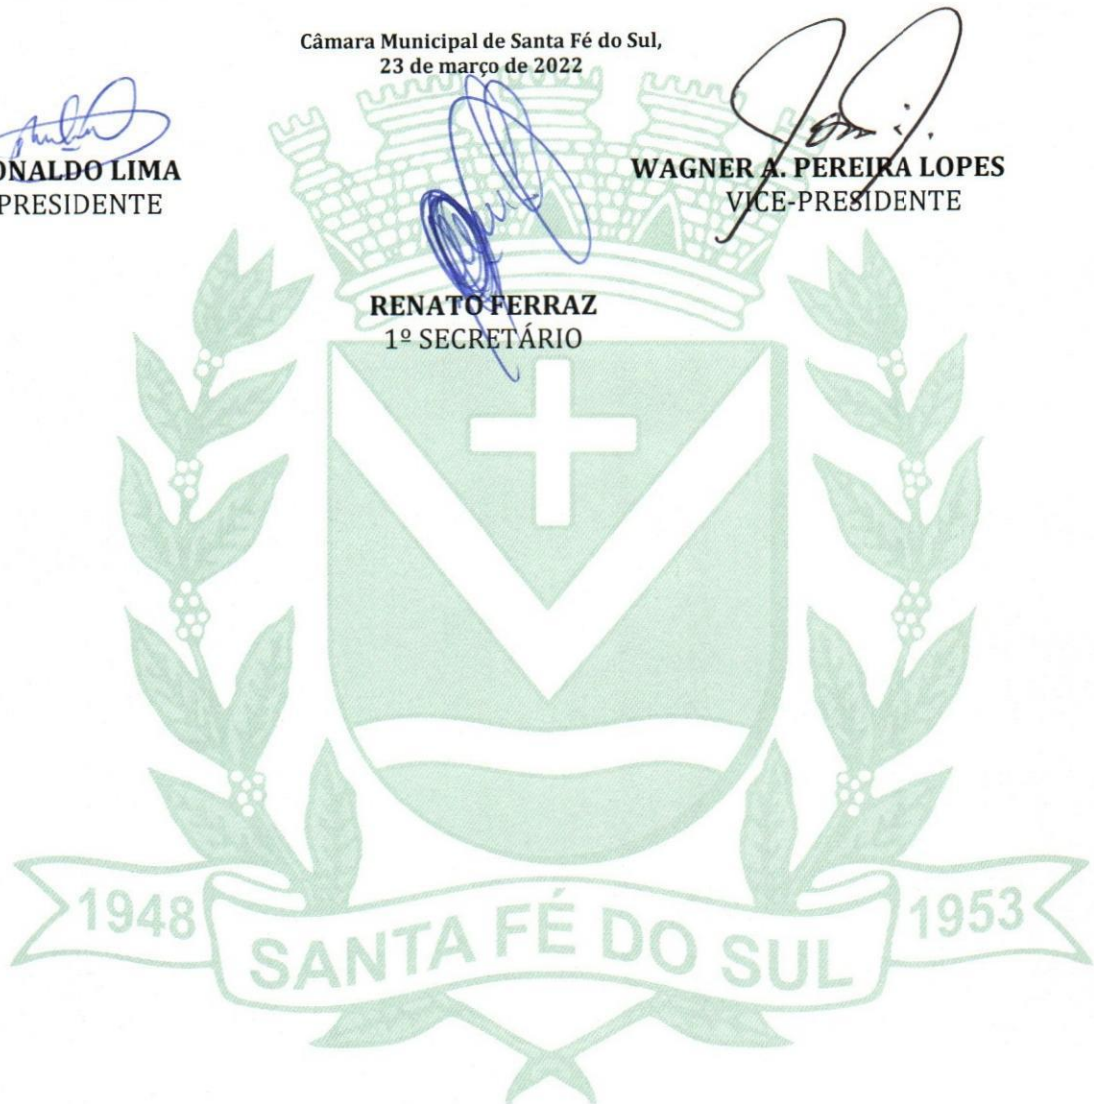 Câmara Municipal de Santa Fé do Sul,
23 de março de 2022
ONALDO LIMA
PRESIDENTE
WAGNER A. PEREIRA LOPES
VICE-PRESIDENTE
RENATO FERRAZ
1º SECRETÁRIO
1948
SANTA FÉ DO SUL
1953